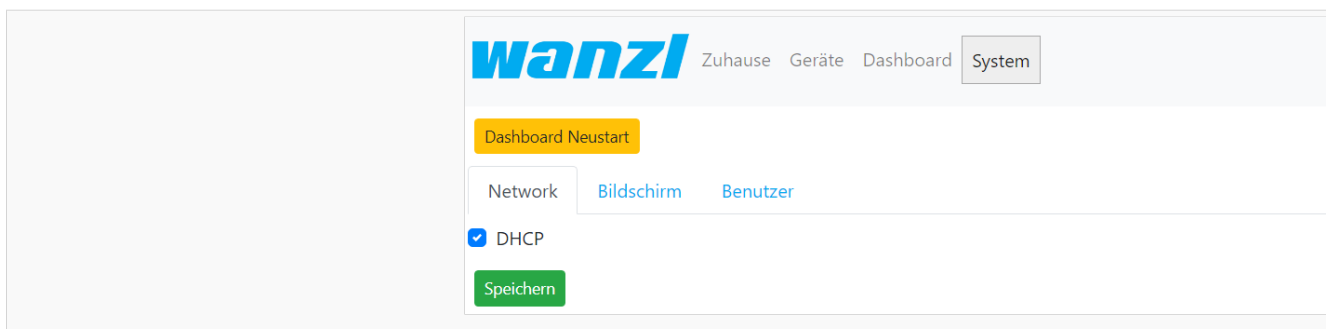 wanzl Zuhause Geräte Dashboard System
Dashboard Neustart
Network Bildschirm Benutzer
DHCP
Speichern